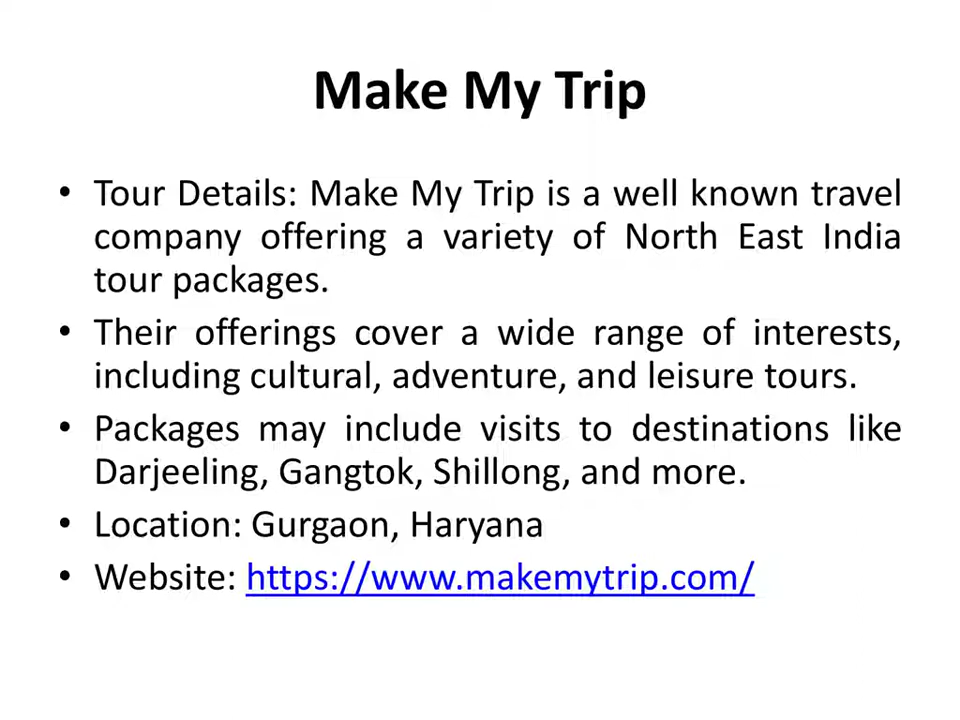 Make My Trip
• Tour Details: Make My Trip is a well known travel
company offering a variety of North East India
tour packages.
• Their offerings cover a wide range of interests,
including cultural, adventure, and leisure tours.
• Packages may include visits to destinations like
Darjeeling, Gangtok, Shillong, and more.
• Location: Gurgaon, Haryana
• Website: https://www.makemytrip.com/